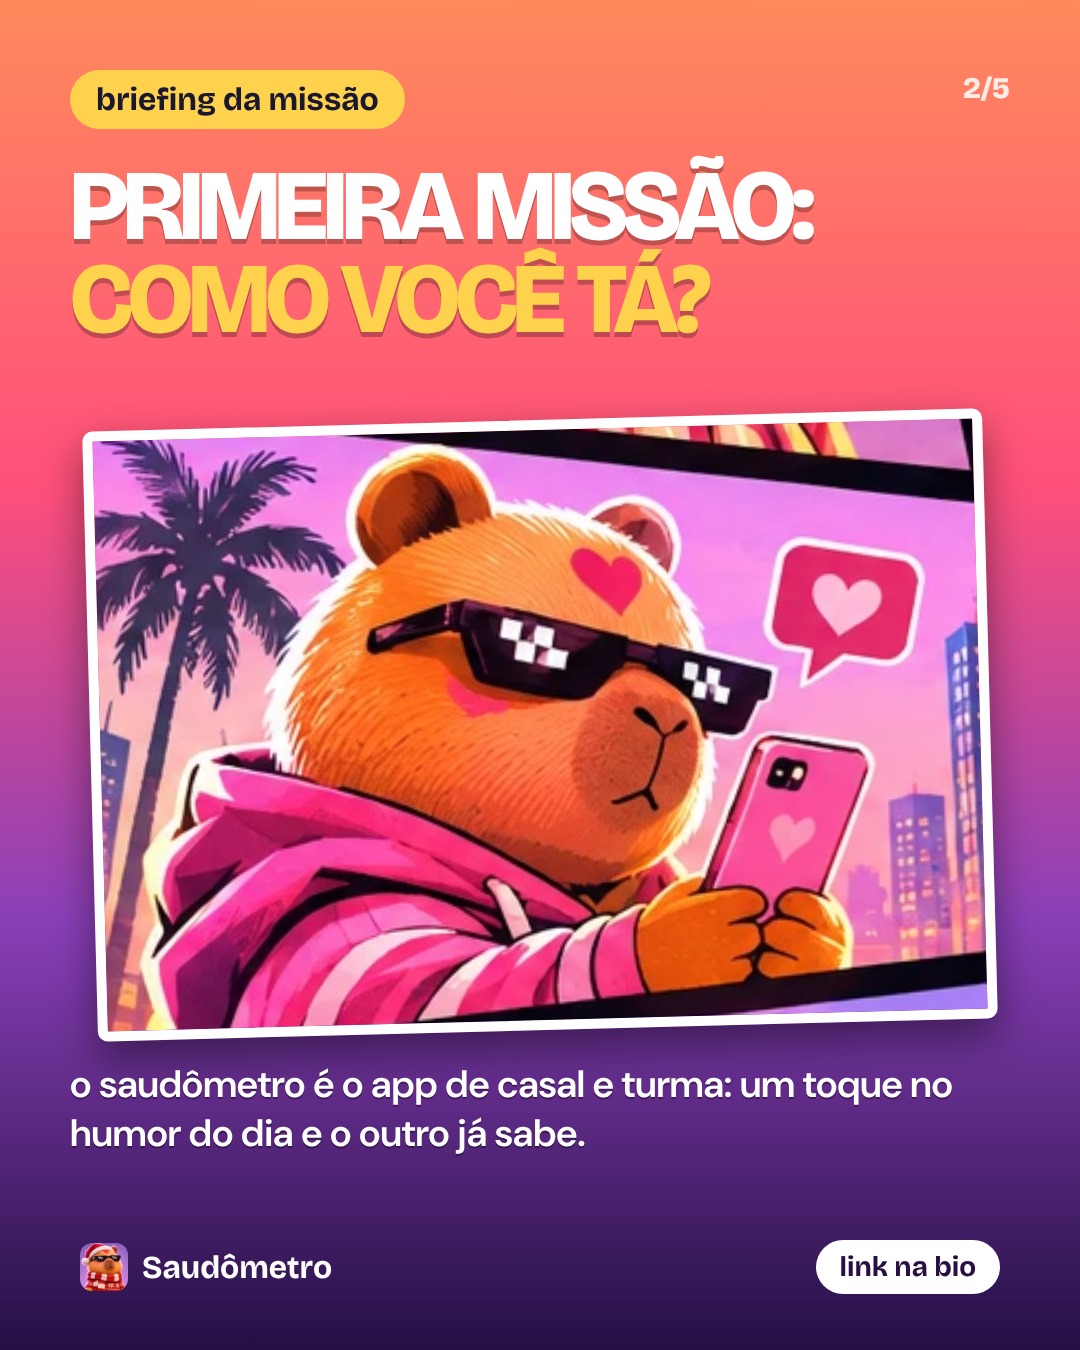 briefing da missão
2/5
PRIMEIRA MISSÃO:
COMO VOCÊ TÁ?
o saudômetro é o app de casal e turma: um toque no
humor do dia e o outro já sabe.
Saudômetro
link na bio